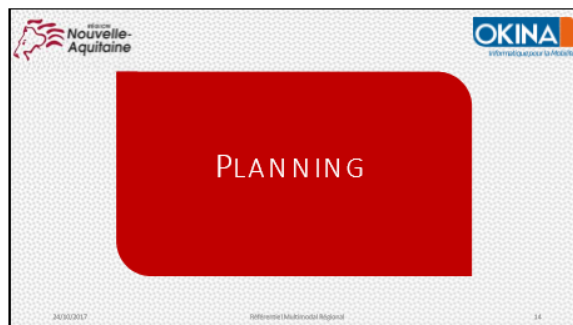 RÉGION
Nouvelle-
Aquitaine
OKINA
Informatique pour la Mobilité
PLANNING
24/10/2017
Référentiel Multimodal Régional
14